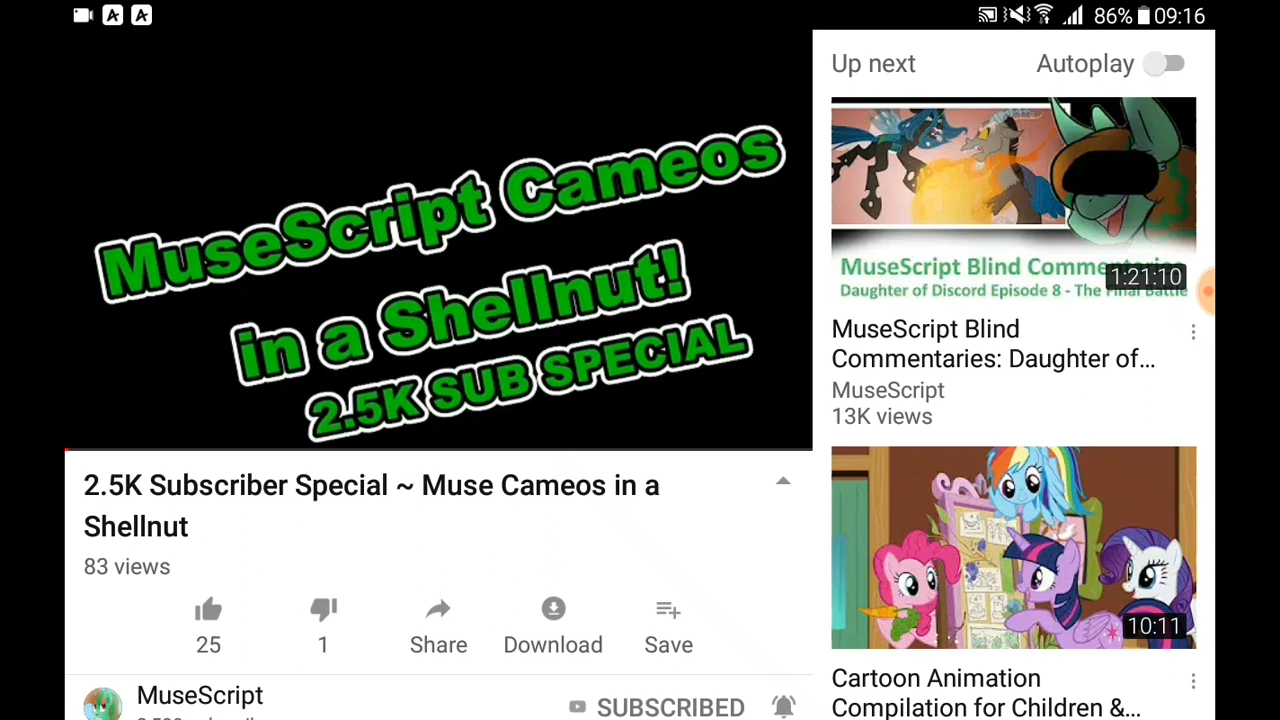 86% 09:16
MuseScript Cameos
in a Shellnut!
2.5K SUB SPECIAL
2.5K Subscriber Special ~ Muse Cameos in a
Shellnut
83 views
25
1
Share
Download
Save
MuseScript
SUBSCRIBED
Up next
Autoplay
MuseScript Blind Commentaries
Daughter of Discord Episode 8 - The Final Battle
1:21:10
MuseScript Blind
Commentaries: Daughter of...
MuseScript
13K views
10:11
Cartoon Animation
Compilation for Children &...